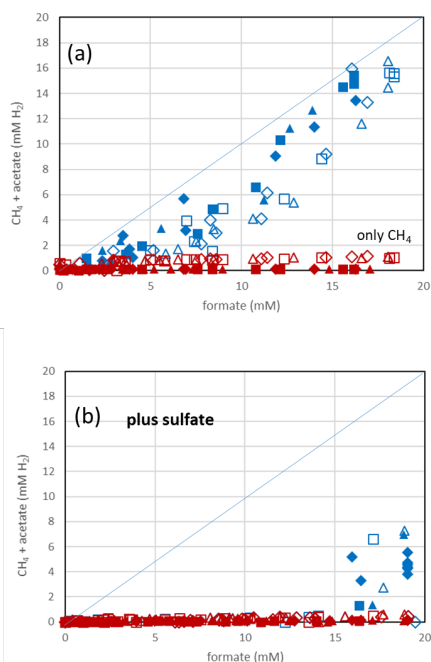 20
(a)
18
16
14
12
10
8
6
4
2
0
CH₄ + acetate (mM H₂)
only CH₄
0 5 10 15 20
formate (mM)
20
(b) plus sulfate
18
16
14
12
10
8
6
4
2
0
CH₄ + acetate (mM H₂)
0 5 10 15 20
formate (mM)